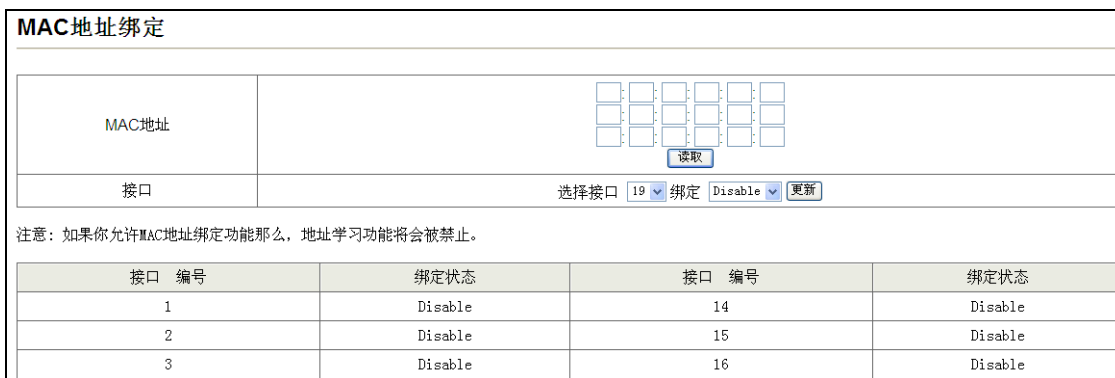 MAC地址绑定
MAC地址
: : : : :
: : : : :
: : : : :
读取
接口 选择接口 19 绑定 Disable 更新
注意: 如果你允许MAC地址绑定功能那么, 地址学习功能将会被禁止。
接口 编号 绑定状态 接口 编号 绑定状态
1 Disable 14 Disable
2 Disable 15 Disable
3 Disable 16 Disable